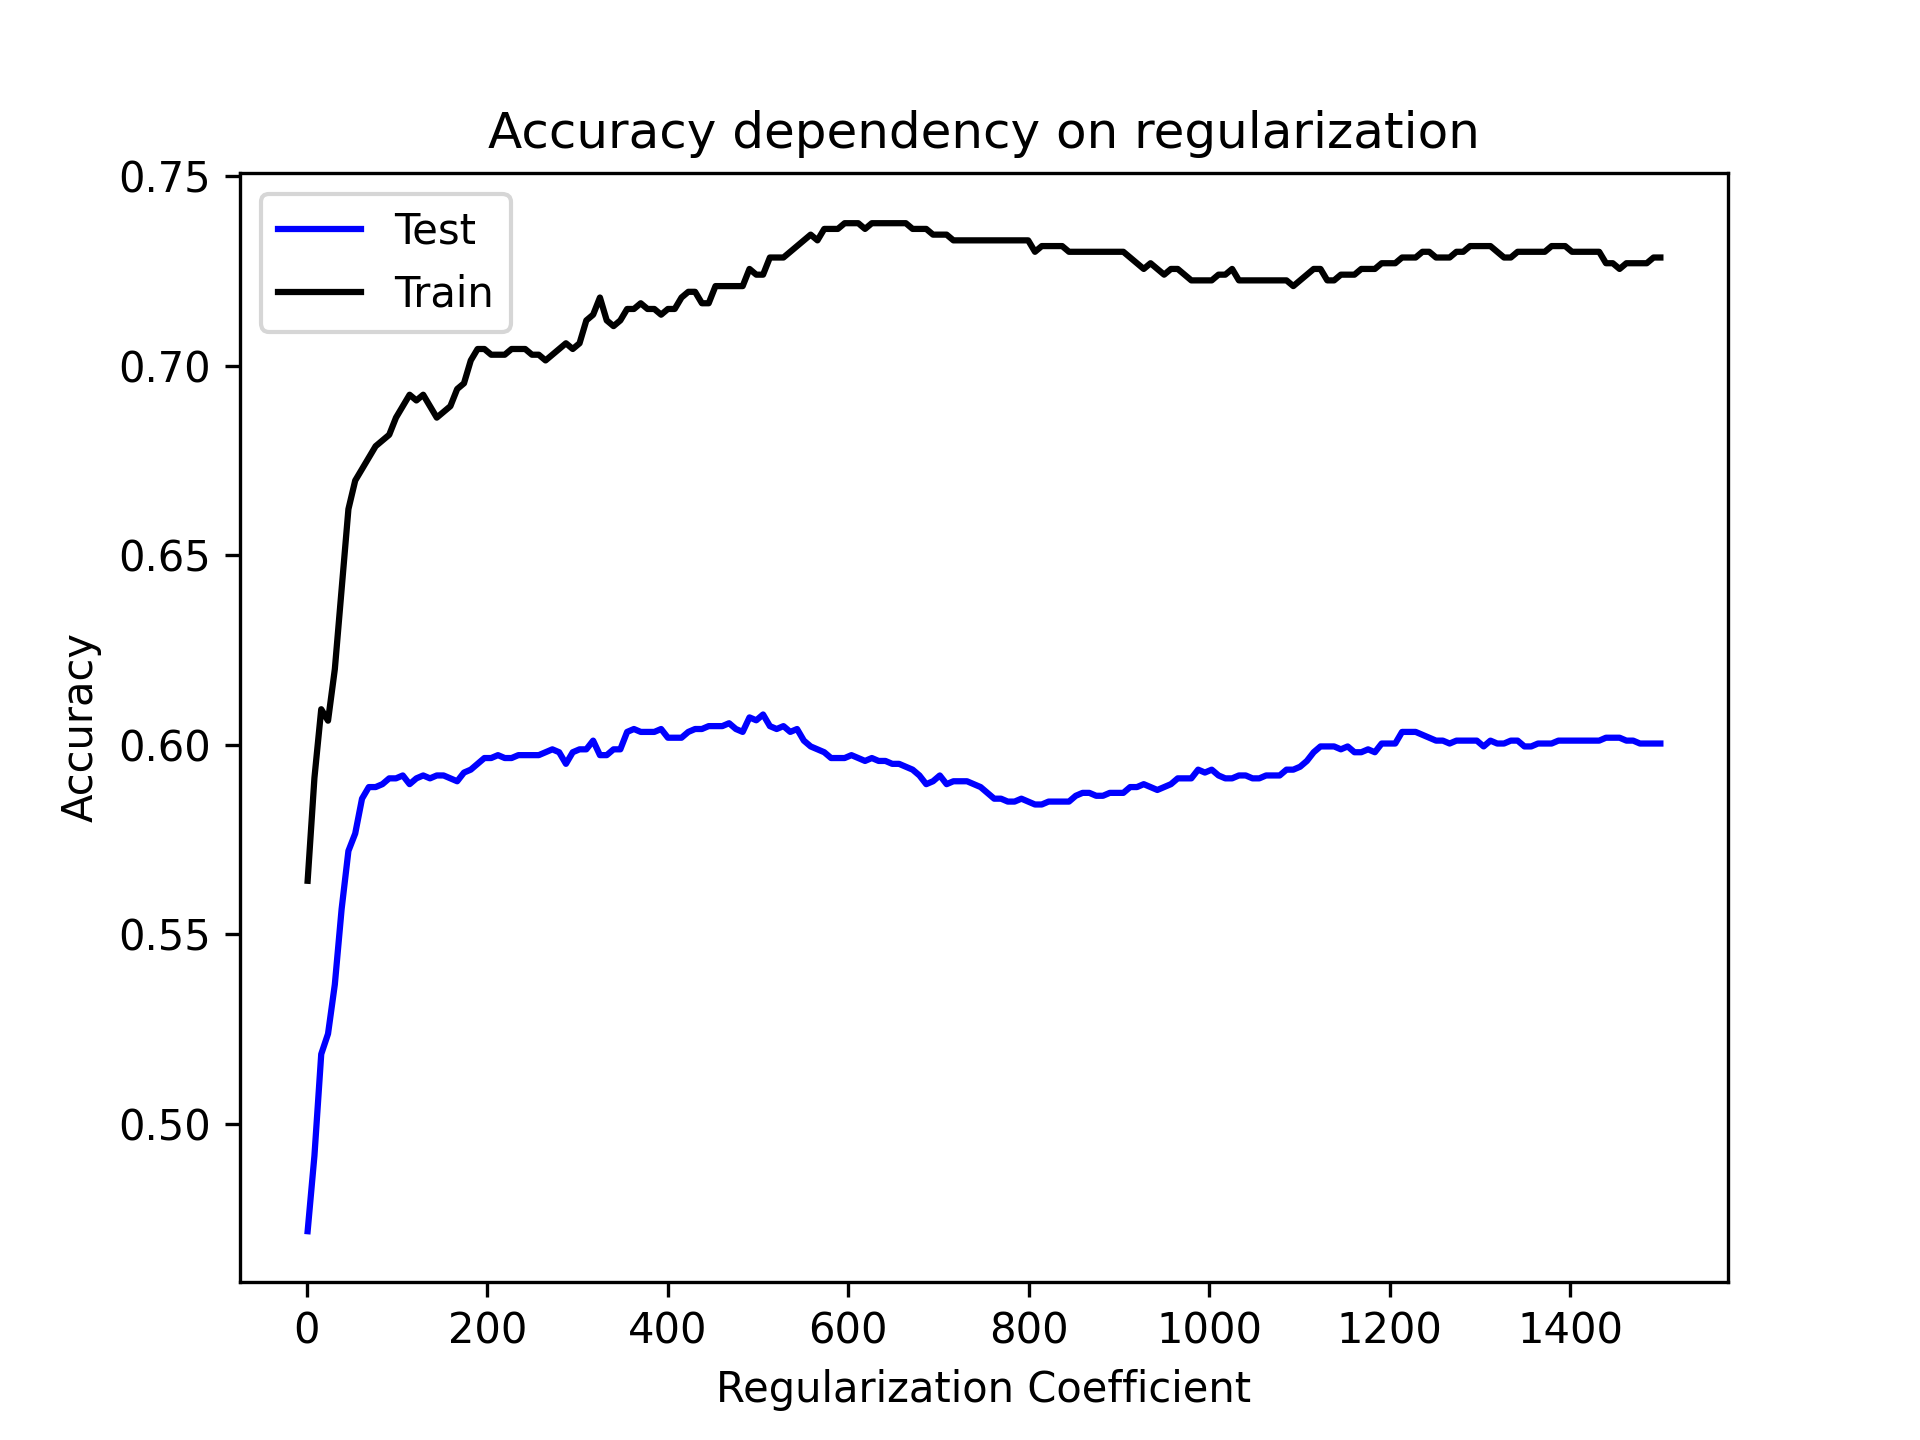 Accuracy dependency on regularization
Test
Train
0.75
0.70
0.65
0.60
0.55
0.50
Accuracy
0 200 400 600 800 1000 1200 1400
Regularization Coefficient